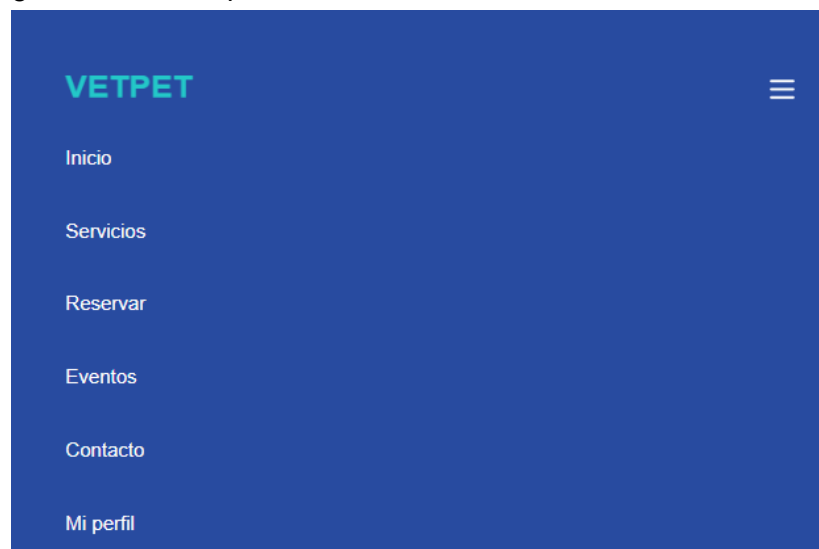 VETPET
Inicio
Servicios
Reservar
Eventos
Contacto
Mi perfil